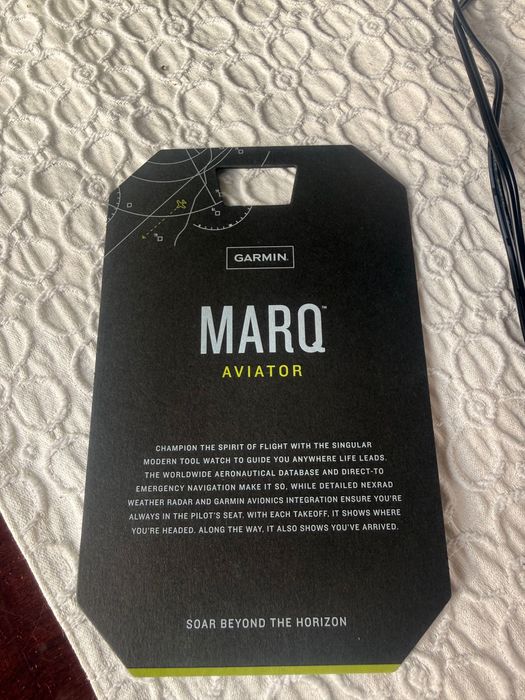 GARMIN.
MARQ™
AVIATOR
CHAMPION THE SPIRIT OF FLIGHT WITH THE SINGULAR
MODERN TOOL WATCH TO GUIDE YOU ANYWHERE LIFE LEADS.
THE WORLDWIDE AERONAUTICAL DATABASE AND DIRECT-TO
EMERGENCY NAVIGATION MAKE IT SO, WHILE DETAILED NEXRAD
WEATHER RADAR AND GARMIN AVIONICS INTEGRATION ENSURE YOU'RE
ALWAYS IN THE PILOT'S SEAT. WITH EACH TAKEOFF, IT SHOWS WHERE
YOU'RE HEADED. ALONG THE WAY, IT ALSO SHOWS YOU'VE ARRIVED.
SOAR BEYOND THE HORIZON